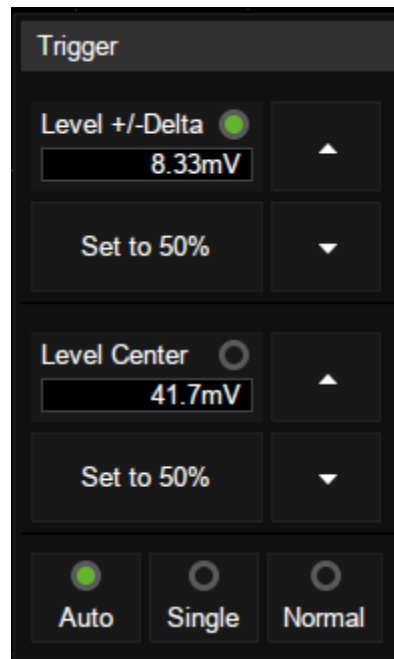 Trigger
Level +/-Delta
8.33mV
Set to 50%
Level Center
41.7mV
Set to 50%
Auto Single Normal